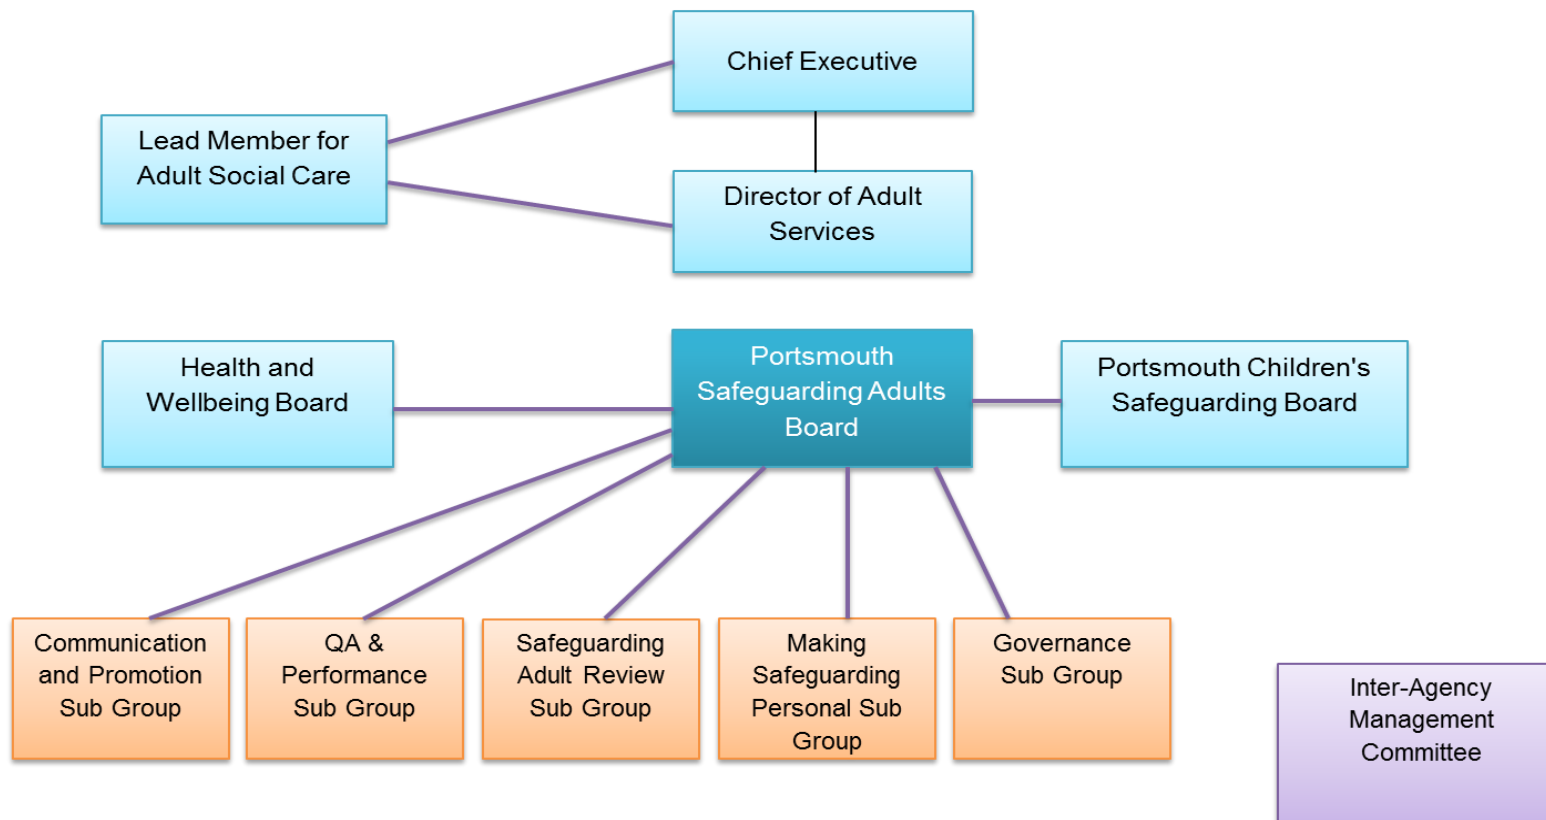 Chief Executive
Lead Member for
Adult Social Care
Director of Adult
Services
Health and
Wellbeing Board
Portsmouth
Safeguarding Adults
Board
Portsmouth Children's
Safeguarding Board
Communication
and Promotion
Sub Group
QA &
Performance
Sub Group
Safeguarding
Adult Review
Sub Group
Making
Safeguarding
Personal Sub
Group
Governance
Sub Group
Inter-Agency
Management
Committee